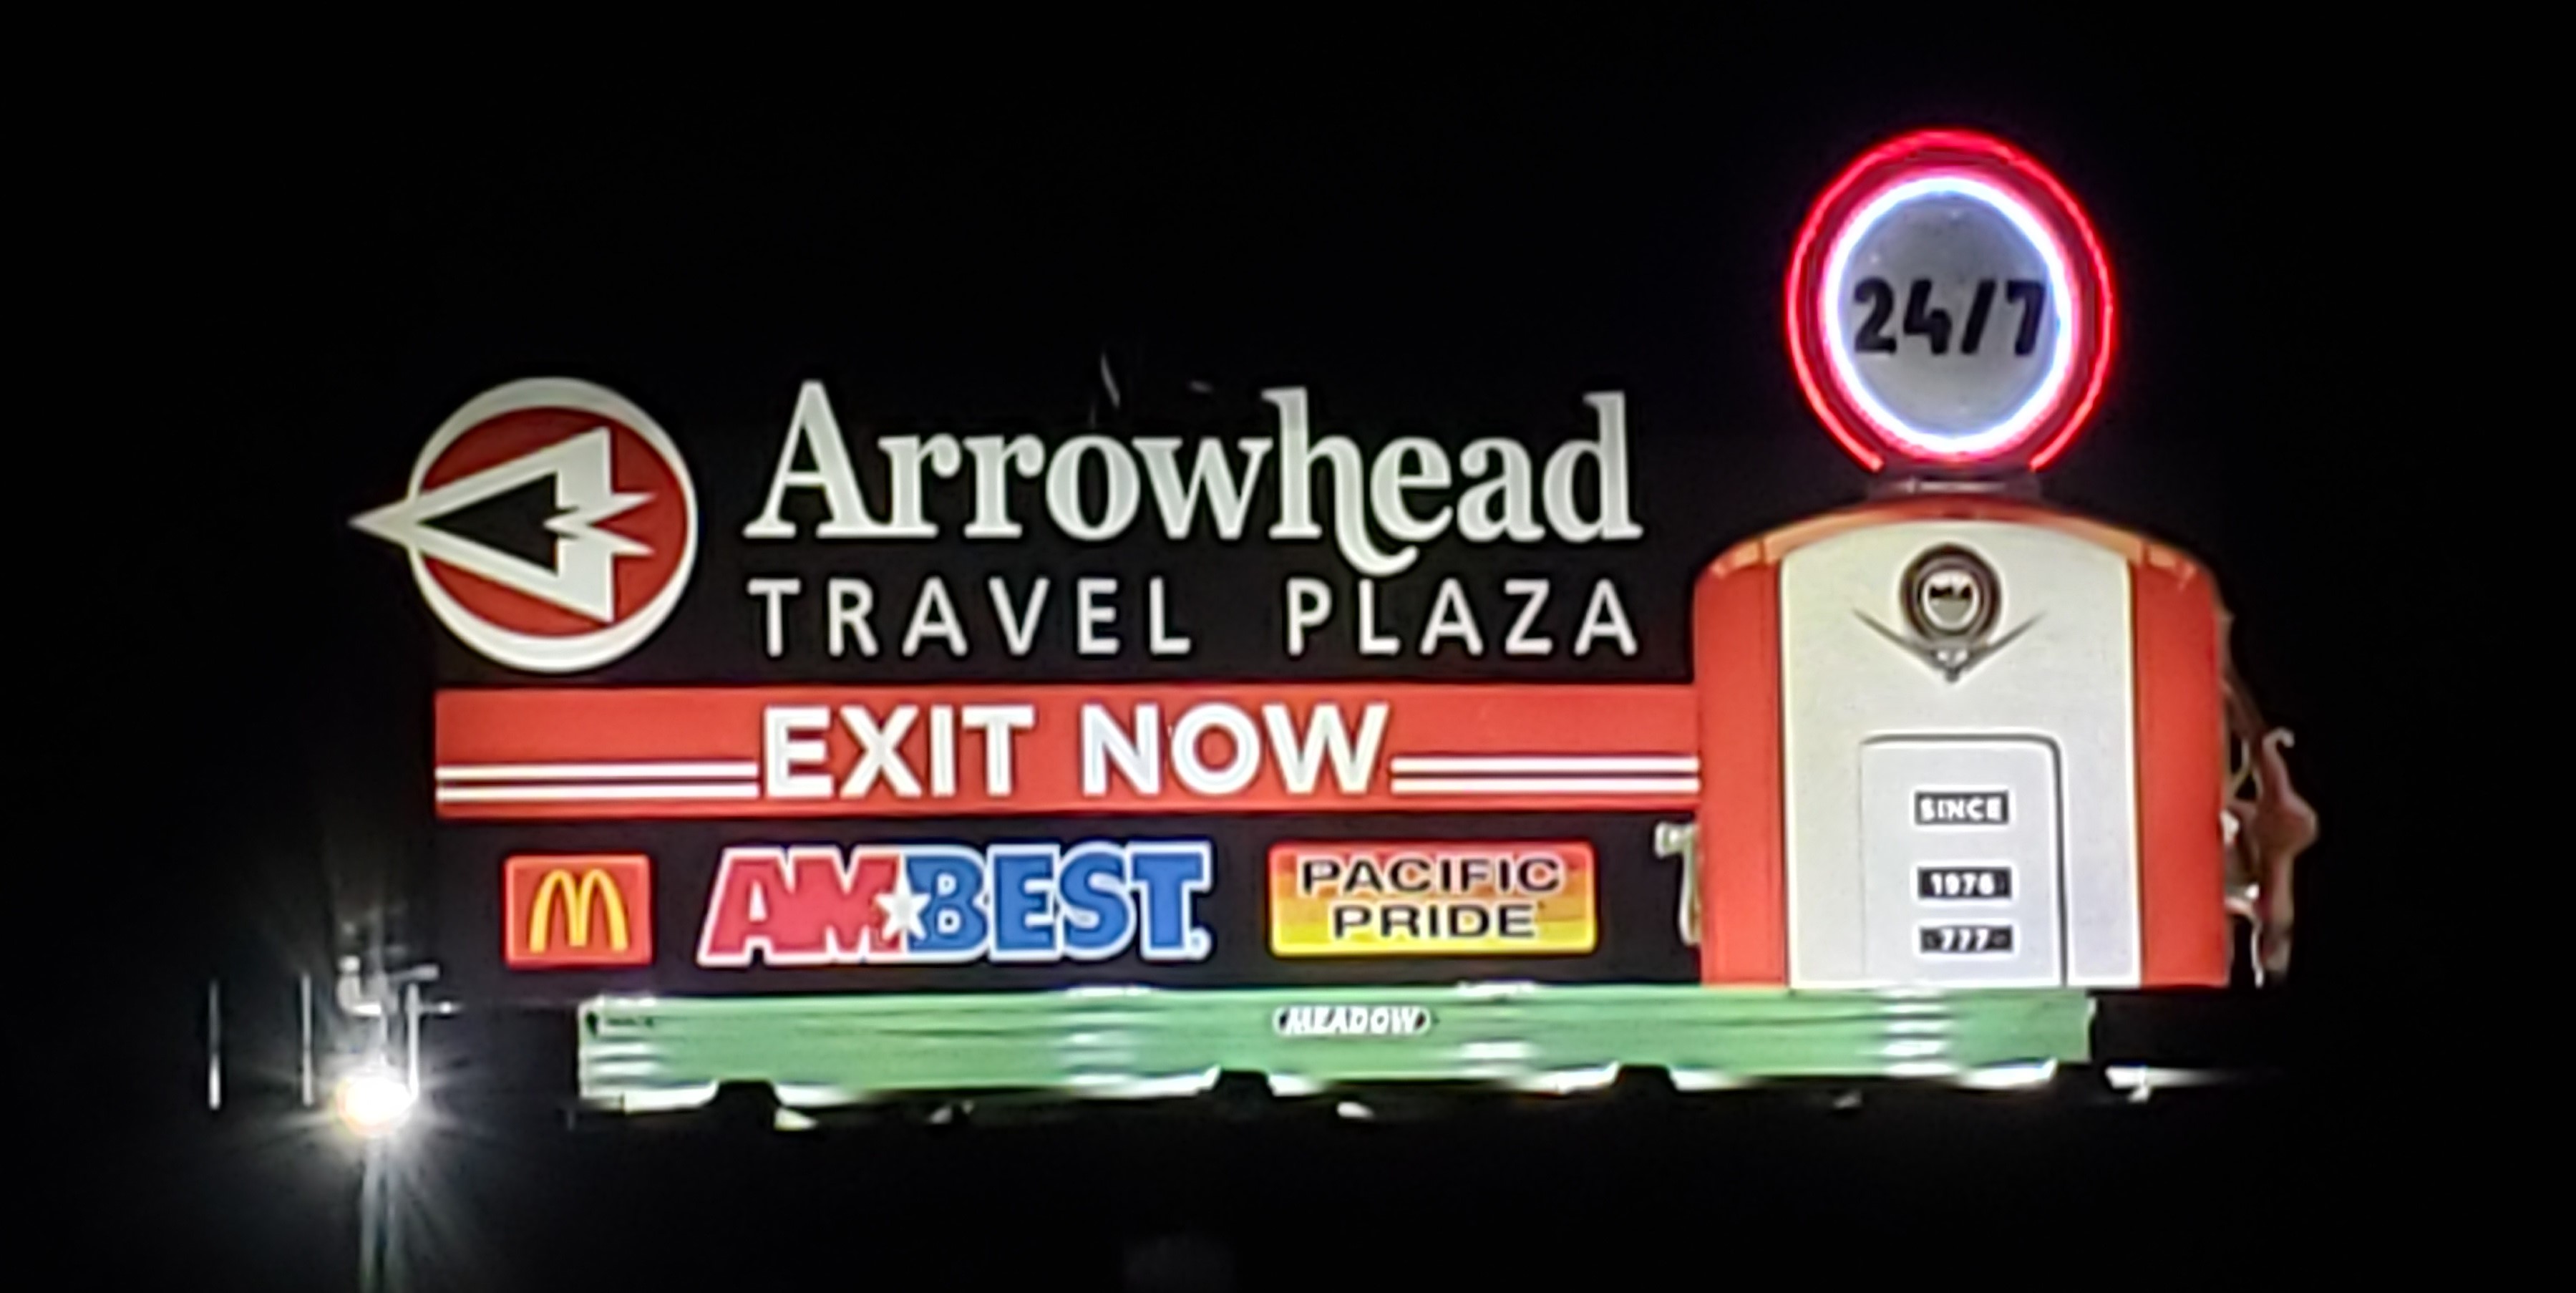 24/7
Arrowhead
TRAVEL PLAZA
EXIT NOW
SINCE
1976
777
M
AMBEST.
PACIFIC
PRIDE
MEADOW